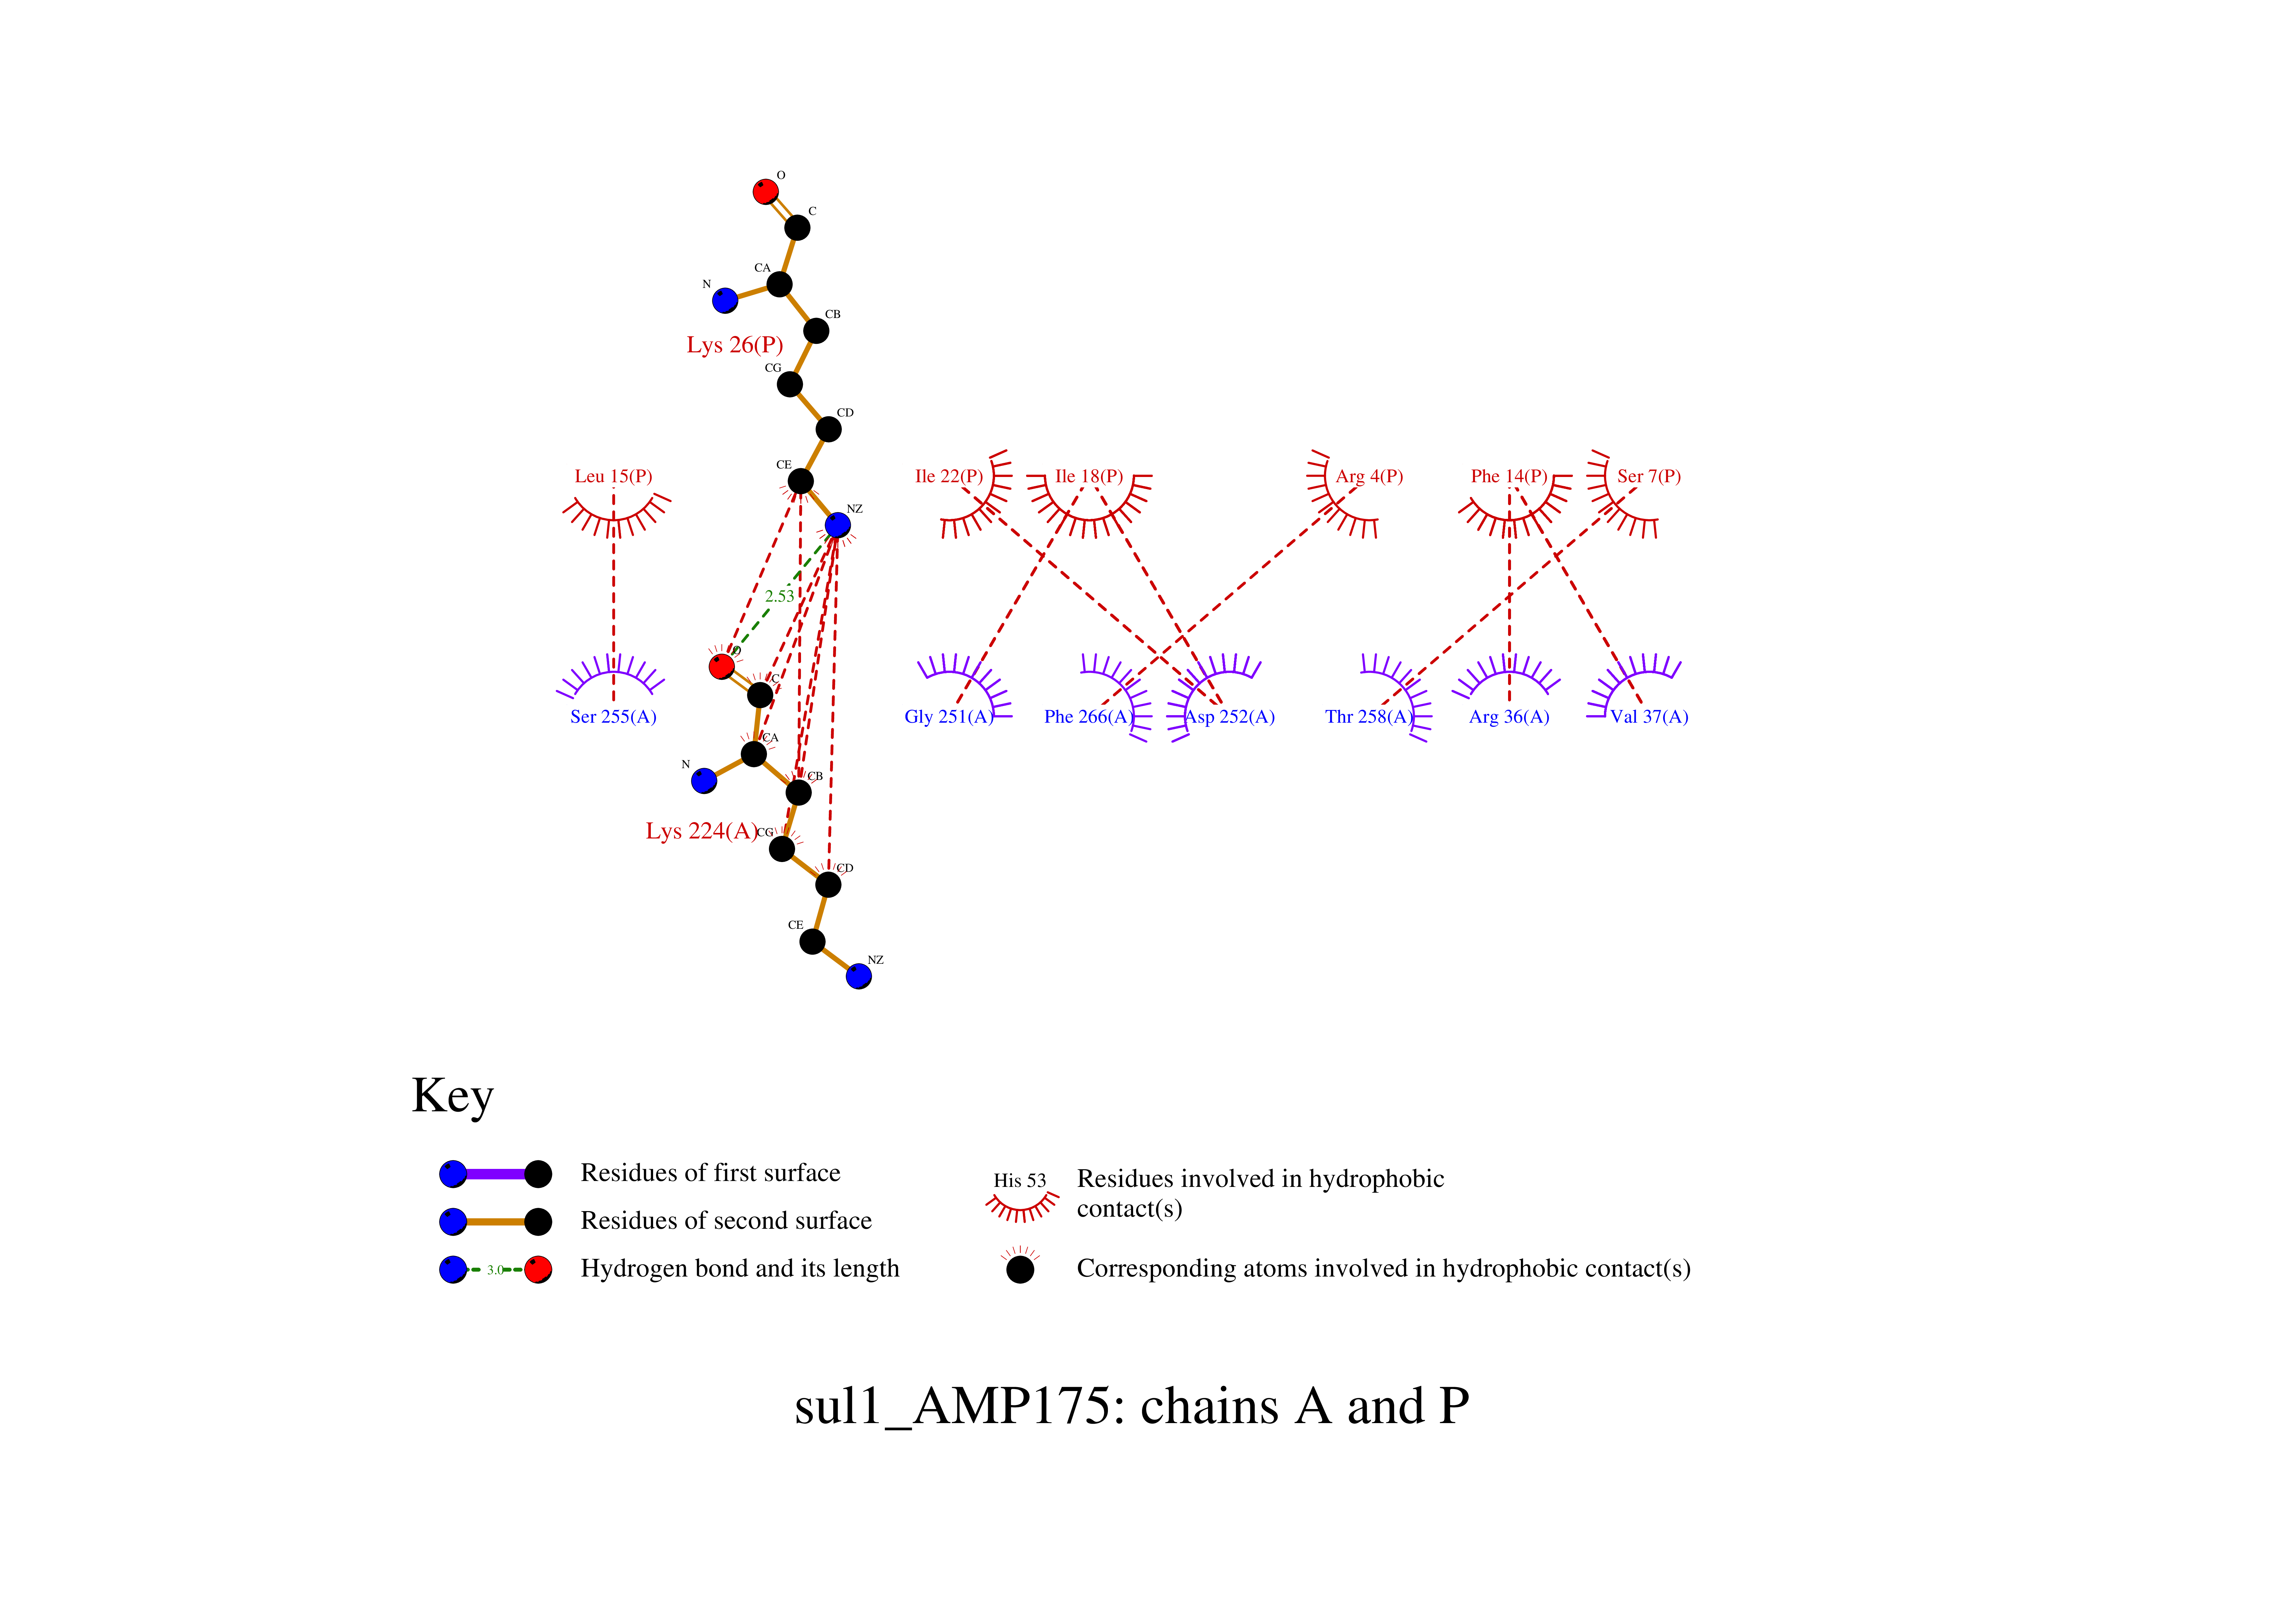 O
C
CA
N
CB
Lys 26(P)
CG
CD
CE
NZ
Leu 15(P)
Ile 22(P)
Ile 18(P)
Arg 4(P)
Phe 14(P)
Ser 7(P)
2.53
O
C
Ser 255(A)
Gly 251(A)
Phe 266(A)
Asp 252(A)
Thr 258(A)
Arg 36(A)
Val 37(A)
CA
N
CB
Lys 224(A)
CG
CD
CE
NZ
Key
Residues of first surface
Residues of second surface
3.0
Hydrogen bond and its length
His 53
Residues involved in hydrophobic
contact(s)
Corresponding atoms involved in hydrophobic contact(s)
sul1_AMP175: chains A and P